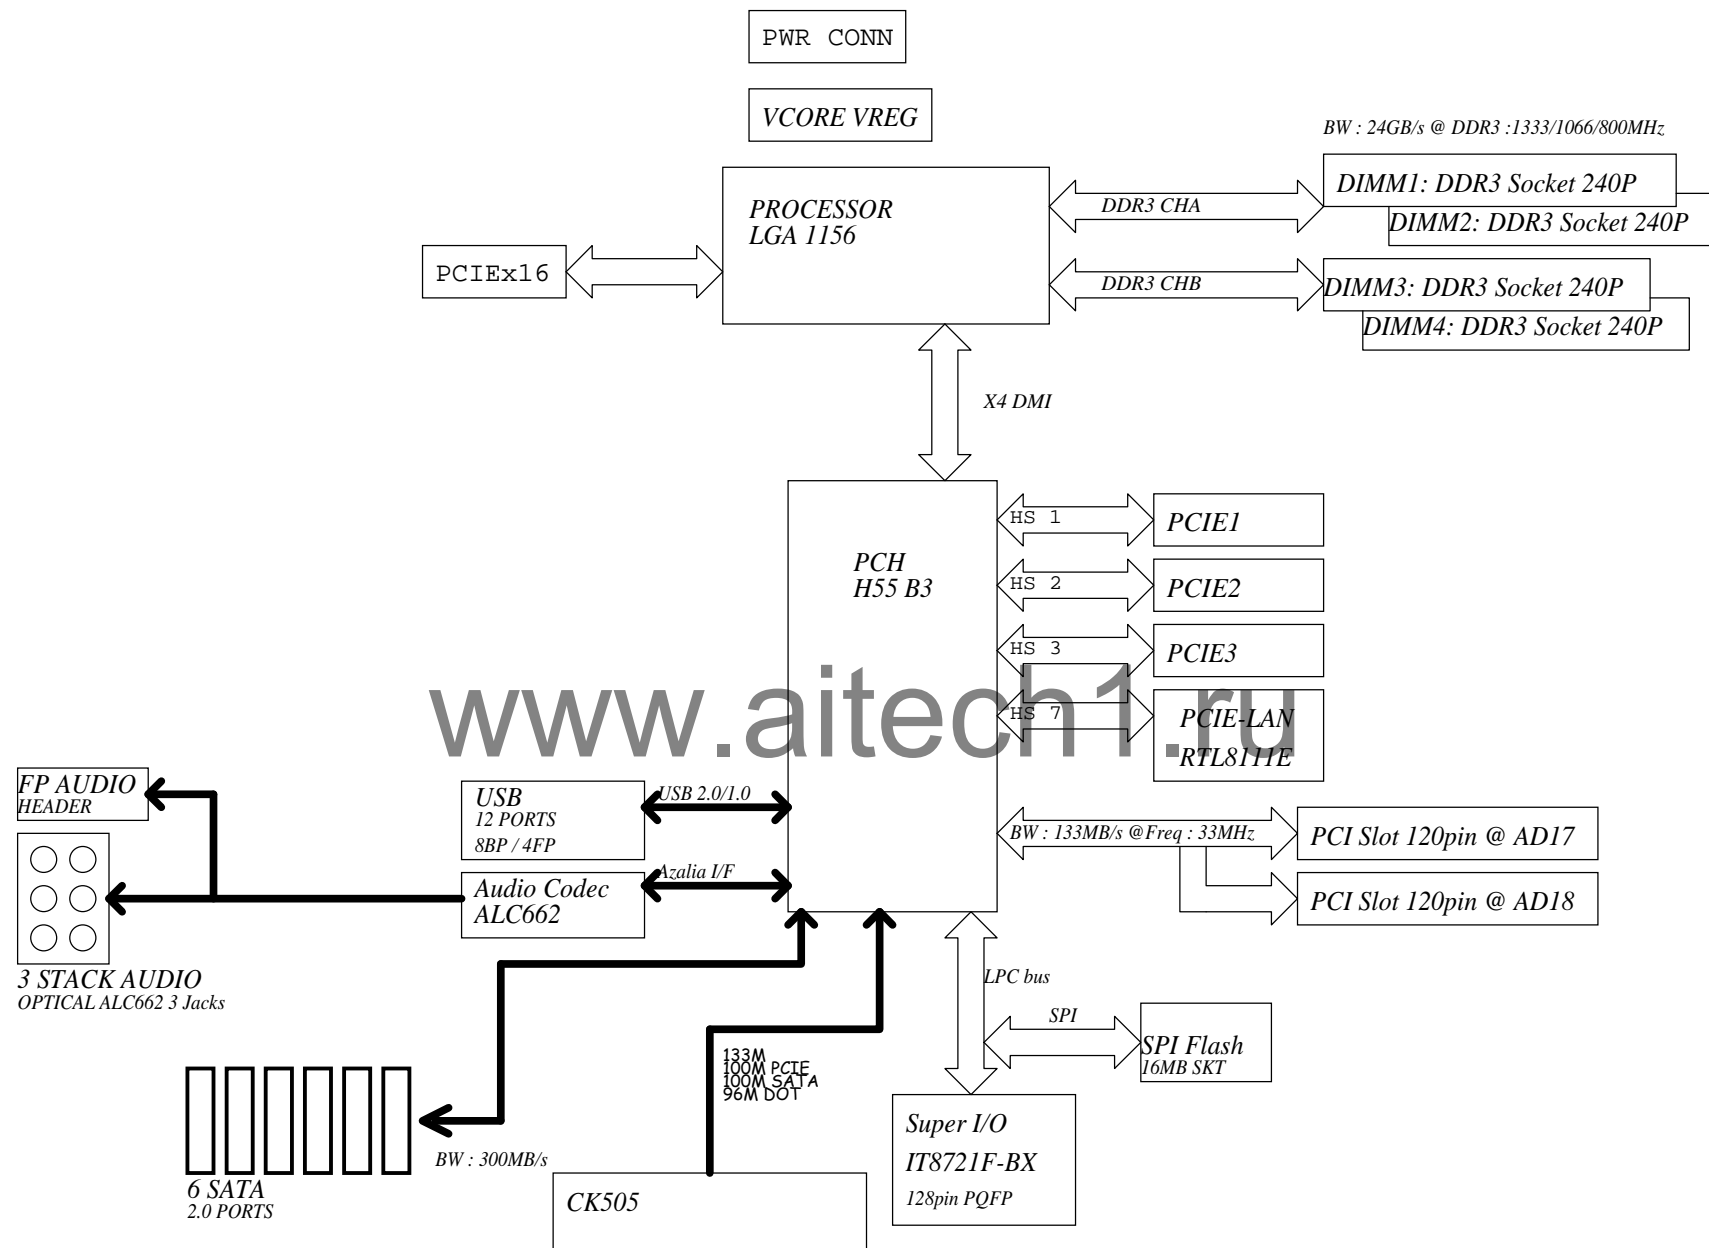 PWR CONN
VCORE VREG
BW : 24GB/s @ DDR3 :1333/1066/800MHz
PROCESSOR
LGA 1156
DDR3 CHA
DIMM1: DDR3 Socket 240P
DIMM2: DDR3 Socket 240P
PCIEx16
DDR3 CHB
DIMM3: DDR3 Socket 240P
DIMM4: DDR3 Socket 240P
X4 DMI
PCH
H55 B3
HS 1
PCIE1
HS 2
PCIE2
HS 3
PCIE3
HS 7
PCIE-LAN
RTL8111E
www.aitech1.ru
FP AUDIO
HEADER
USB
12 PORTS
8BP / 4FP
USB 2.0/1.0
BW : 133MB/s @Freq : 33MHz
PCI Slot 120pin @ AD17
Audio Codec
ALC662
Azalia I/F
PCI Slot 120pin @ AD18
3 STACK AUDIO
OPTICAL ALC662 3 Jacks
LPC bus
SPI
SPI Flash
16MB SKT
133M
100M PCIE
100M SATA
96M DOT
BW : 300MB/s
6 SATA
2.0 PORTS
CK505
Super I/O
IT8721F-BX
128pin PQFP